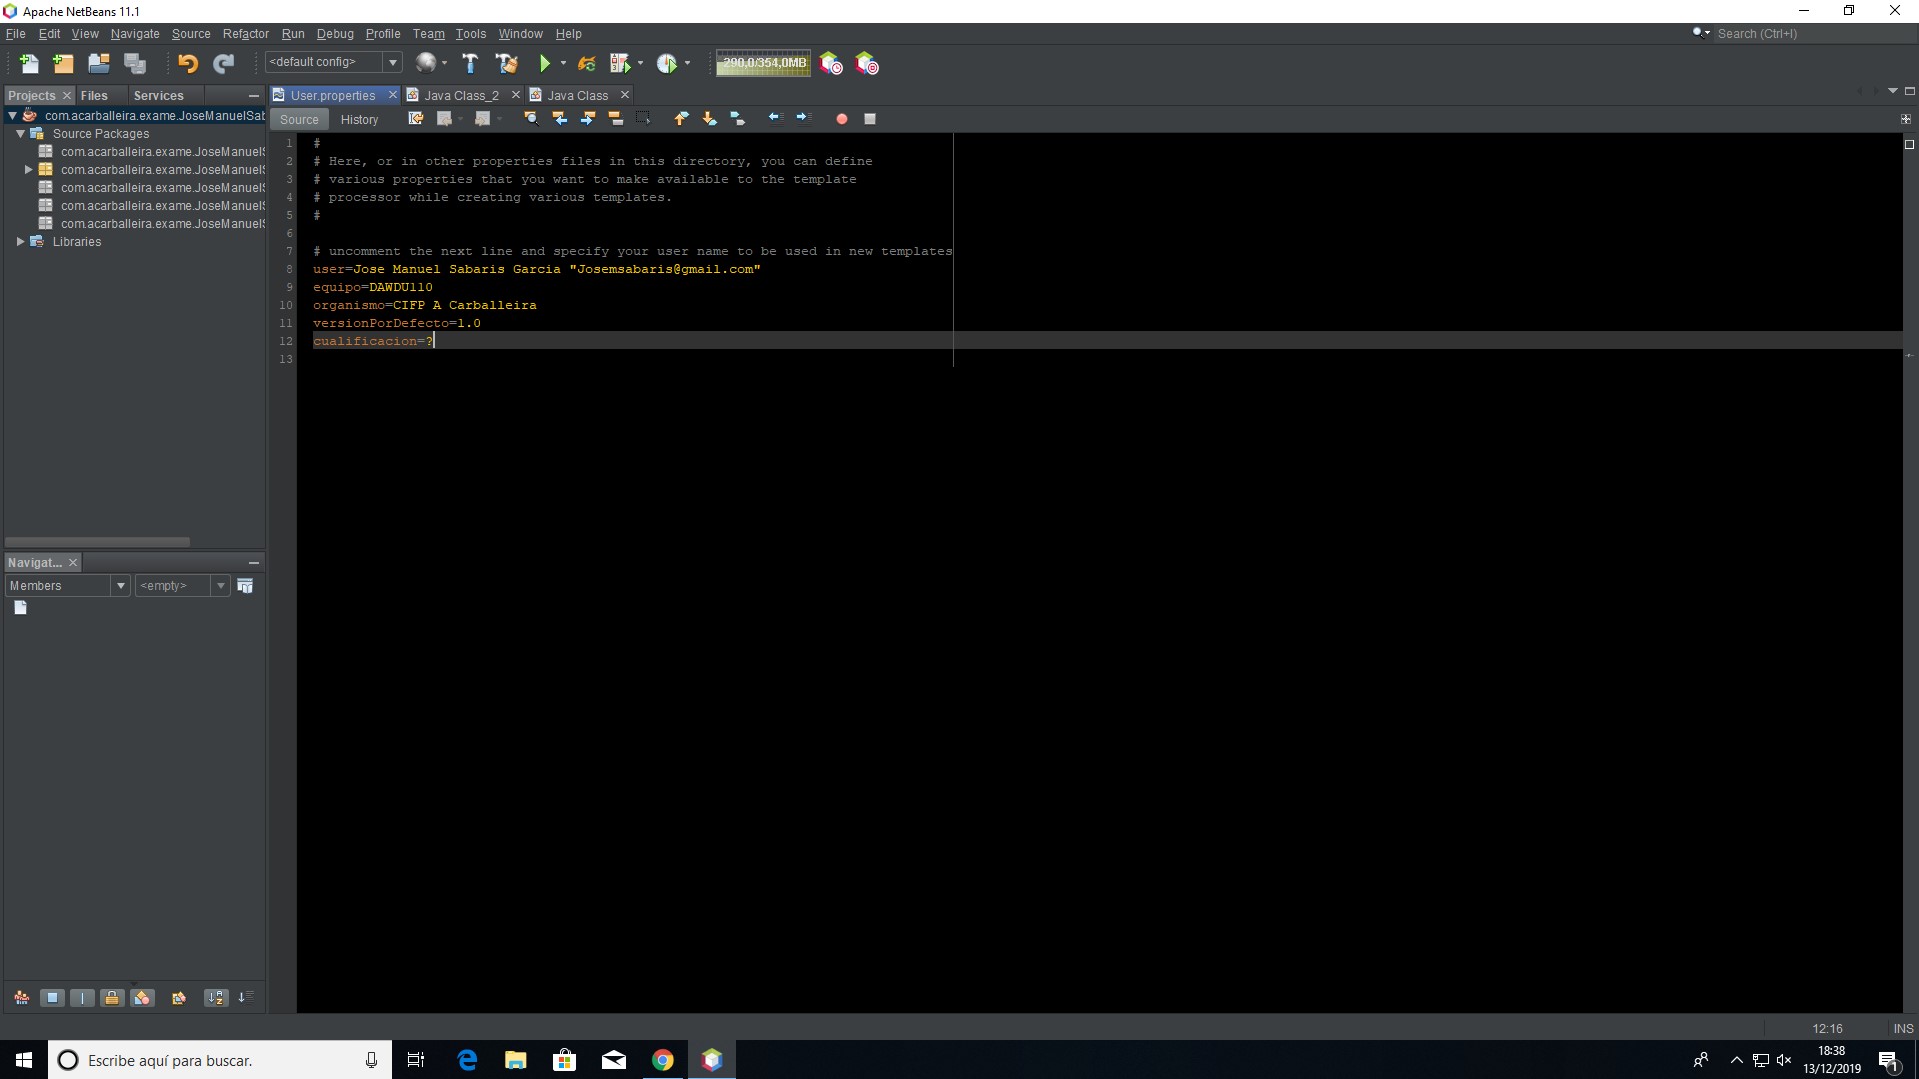 Apache NetBeans 11.1
File Edit View Navigate Source Refactor Run Debug Profile Team Tools Window Help
Search (Ctrl+I)
<default config>
290,0/354,0MB
Projects Files Services
User.properties Java Class_2 Java Class
Source History
com.acarballeira.exame.JoseManuelSab
Source Packages
com.acarballeira.exame.JoseManuelS
com.acarballeira.exame.JoseManuelS
com.acarballeira.exame.JoseManuelS
com.acarballeira.exame.JoseManuelS
com.acarballeira.exame.JoseManuelS
Libraries
1 #
2 # Here, or in other properties files in this directory, you can define
3 # various properties that you want to make available to the template
4 # processor while creating various templates.
5 #
6
7 # uncomment the next line and specify your user name to be used in new templates
8 user=Jose Manuel Sabaris Garcia "Josemsabaris@gmail.com"
9 equipo=DAWDU110
10 organismo=CIFP A Carballeira
11 versionPorDefecto=1.0
12 cualificacion=?
13
Navigat...
Members <empty>
12:16 INS
Escribe aquí para buscar.
18:38
13/12/2019
1